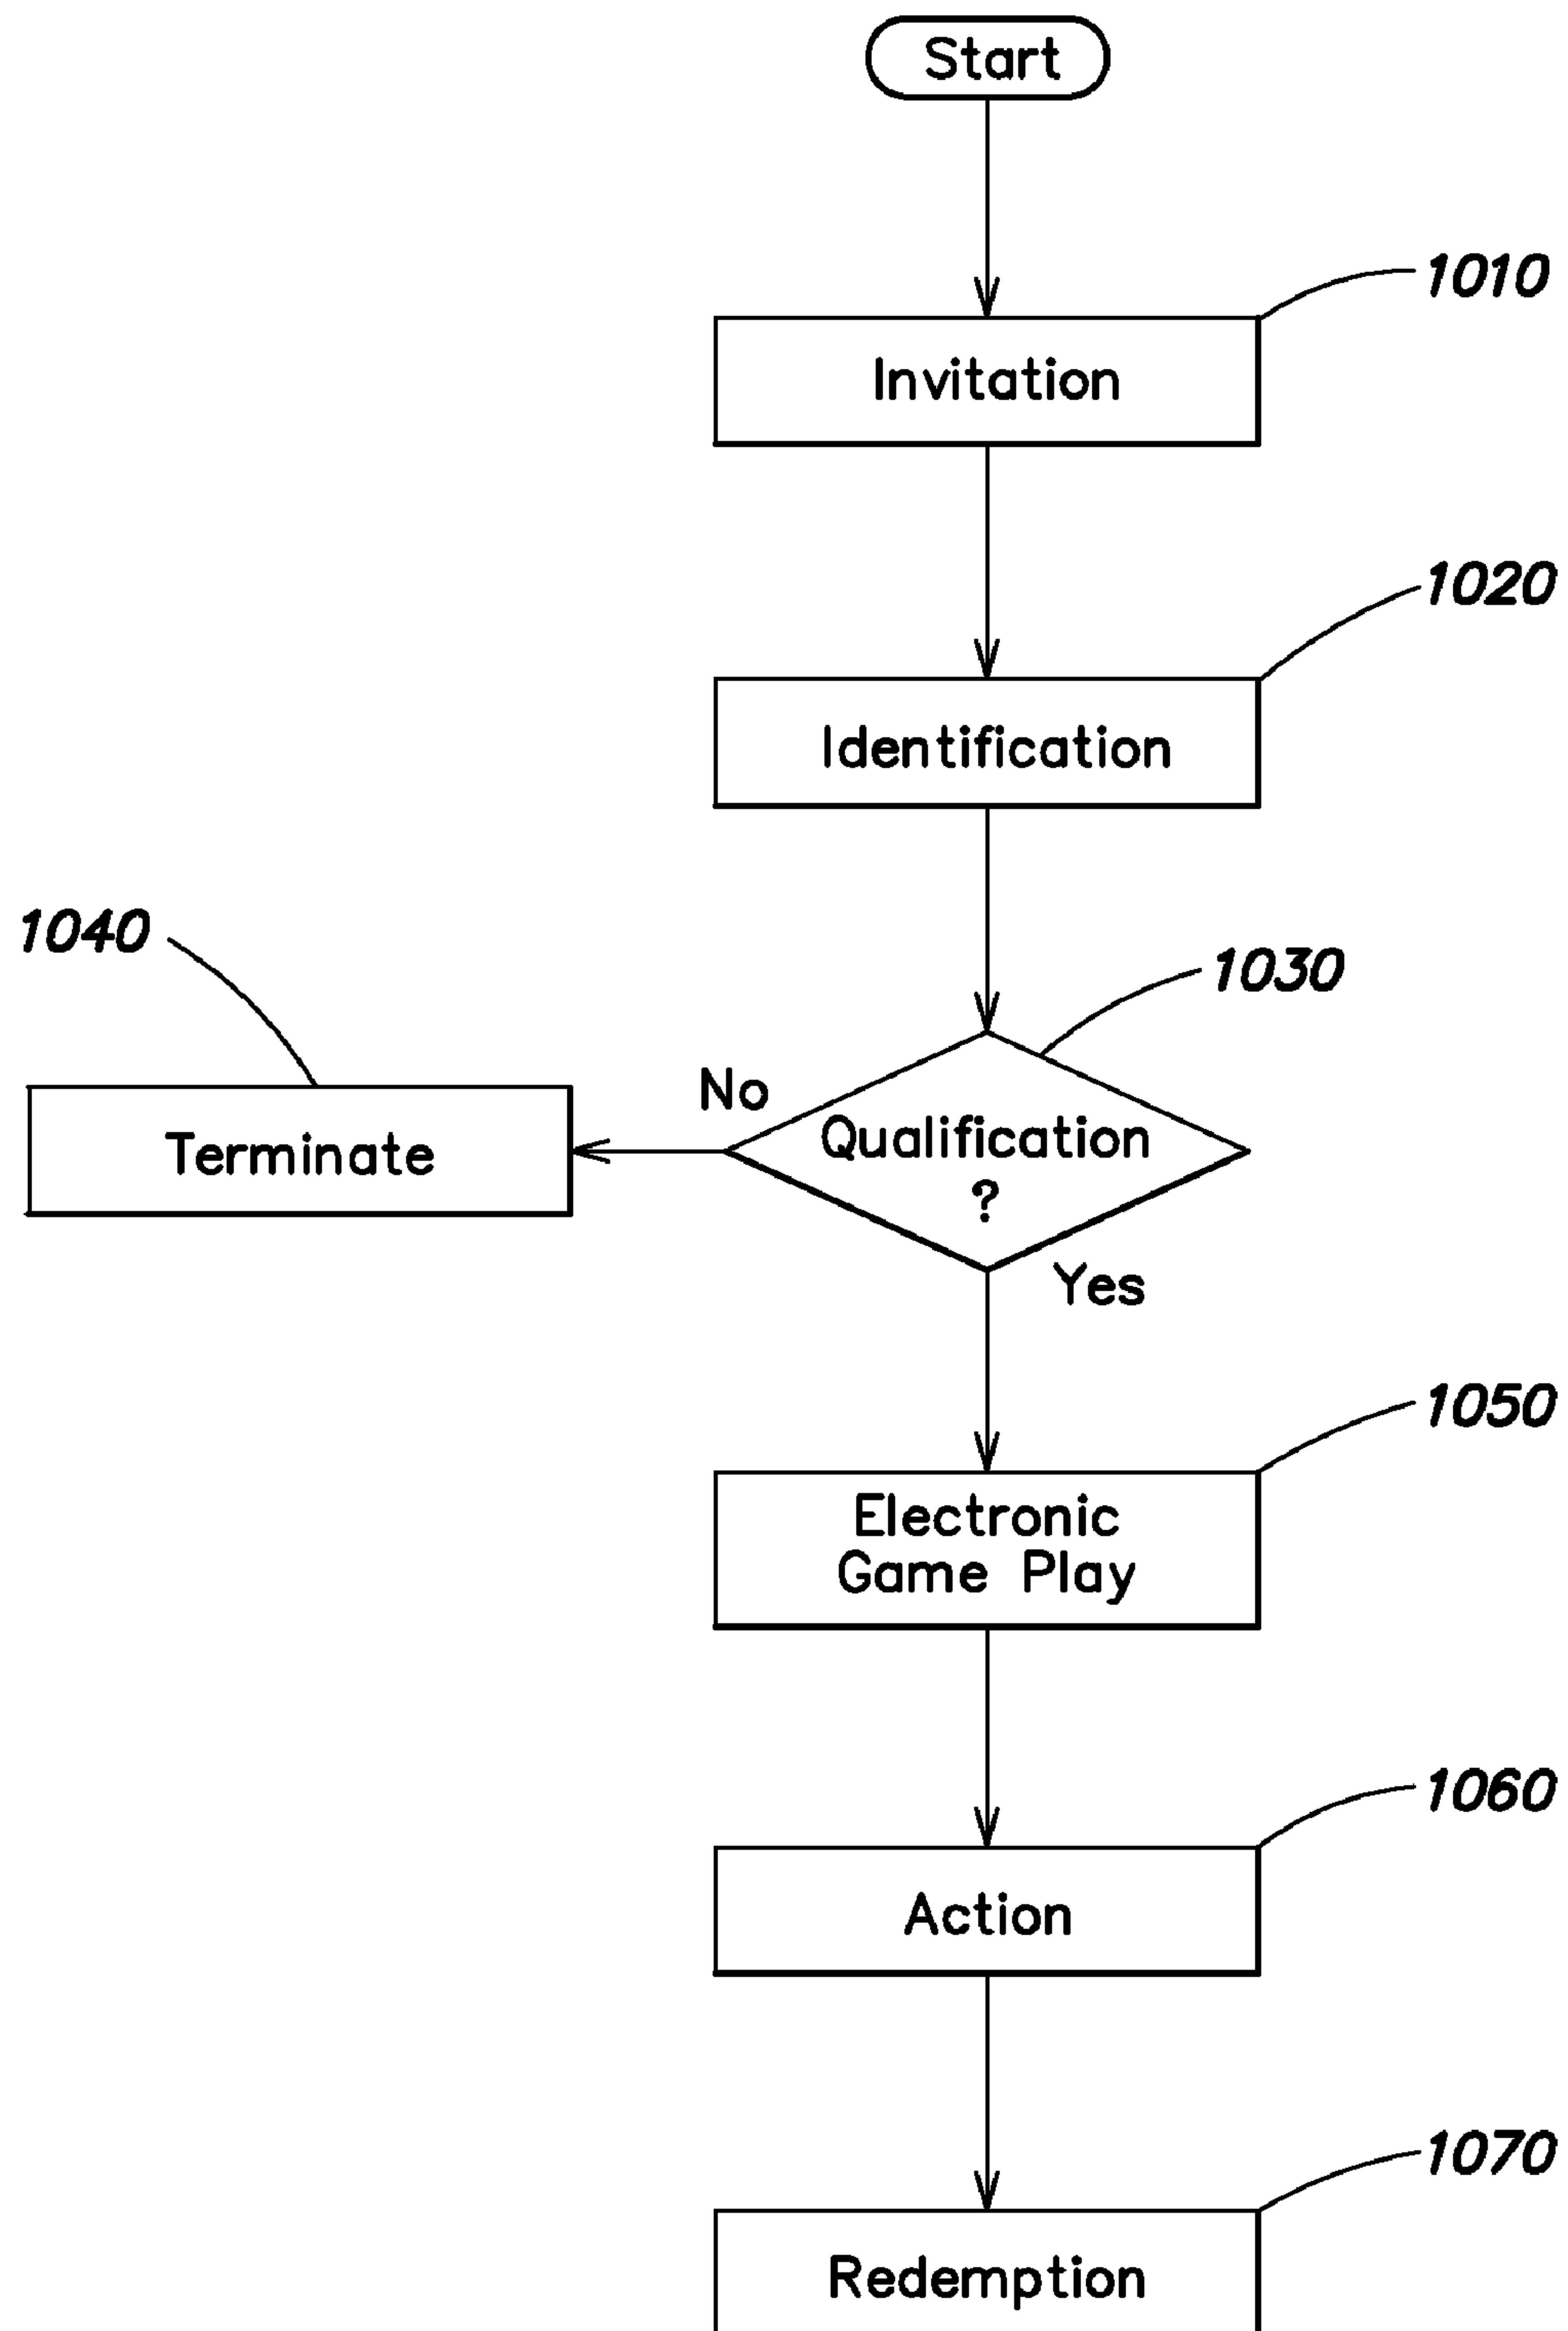 Start
1010
Invitation
1020
Identification
1040
1030
No
Qualification
?
Terminate
Yes
1050
Electronic
Game Play
1060
Action
1070
Redemption